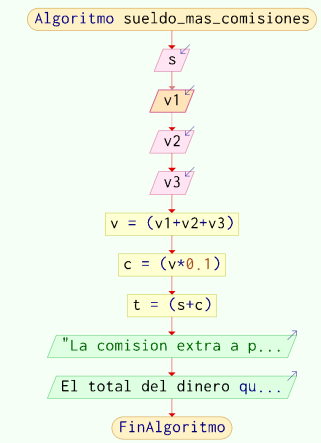 Algoritmo sueldo_mas_comisiones
s
v1
v2
v3
v = (v1+v2+v3)
c = (v*0.1)
t = (s+c)
"La comision extra a p...
El total del dinero qu...
FinAlgoritmo